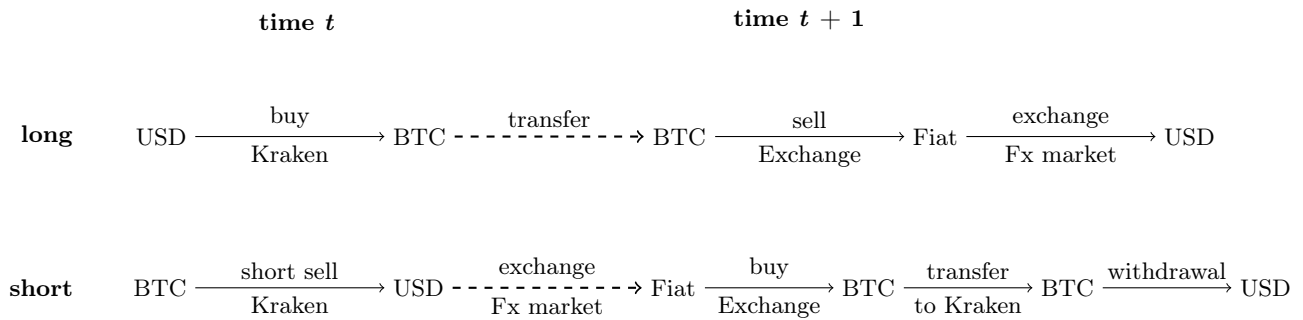 time t time t + 1
buy transfer sell exchange
long USD BTC BTC Fiat USD
Kraken Exchange Fx market
short sell exchange buy transfer withdrawal
short BTC USD Fiat BTC BTC USD
Kraken Fx market Exchange to Kraken